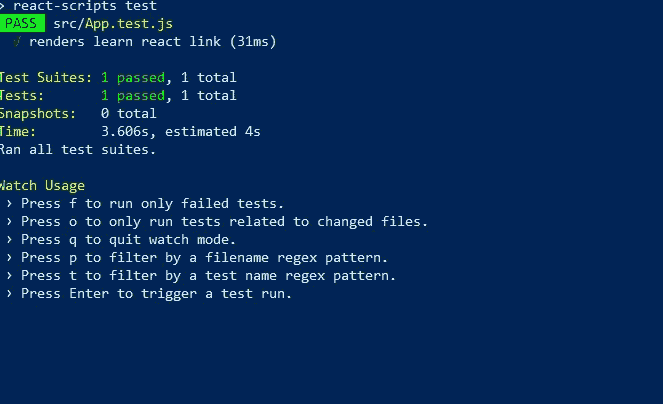 > react-scripts test
PASS src/App.test.js
√ renders learn react link (31ms)
Test Suites: 1 passed, 1 total
Tests: 1 passed, 1 total
Snapshots: 0 total
Time: 3.606s, estimated 4s
Ran all test suites.
Watch Usage
› Press f to run only failed tests.
› Press o to only run tests related to changed files.
› Press q to quit watch mode.
› Press p to filter by a filename regex pattern.
› Press t to filter by a test name regex pattern.
› Press Enter to trigger a test run.